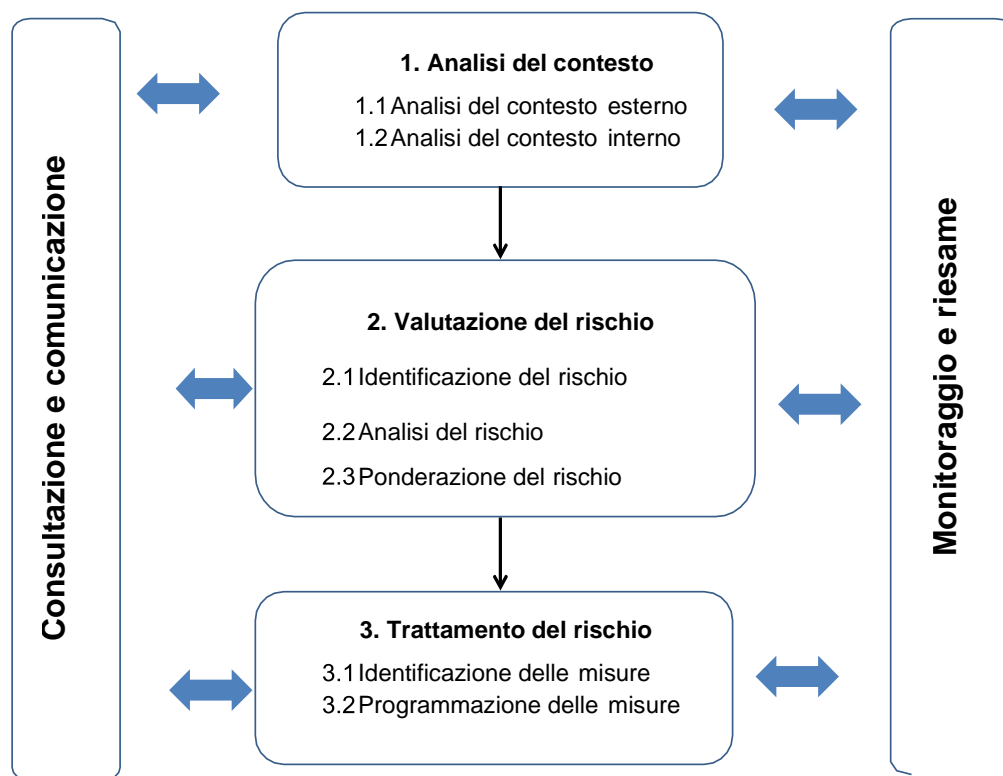 Consultazione e comunicazione
1. Analisi del contesto
1.1 Analisi del contesto esterno
1.2 Analisi del contesto interno
2. Valutazione del rischio
2.1 Identificazione del rischio
2.2 Analisi del rischio
2.3 Ponderazione del rischio
3. Trattamento del rischio
3.1 Identificazione delle misure
3.2 Programmazione delle misure
Monitoraggio e riesame